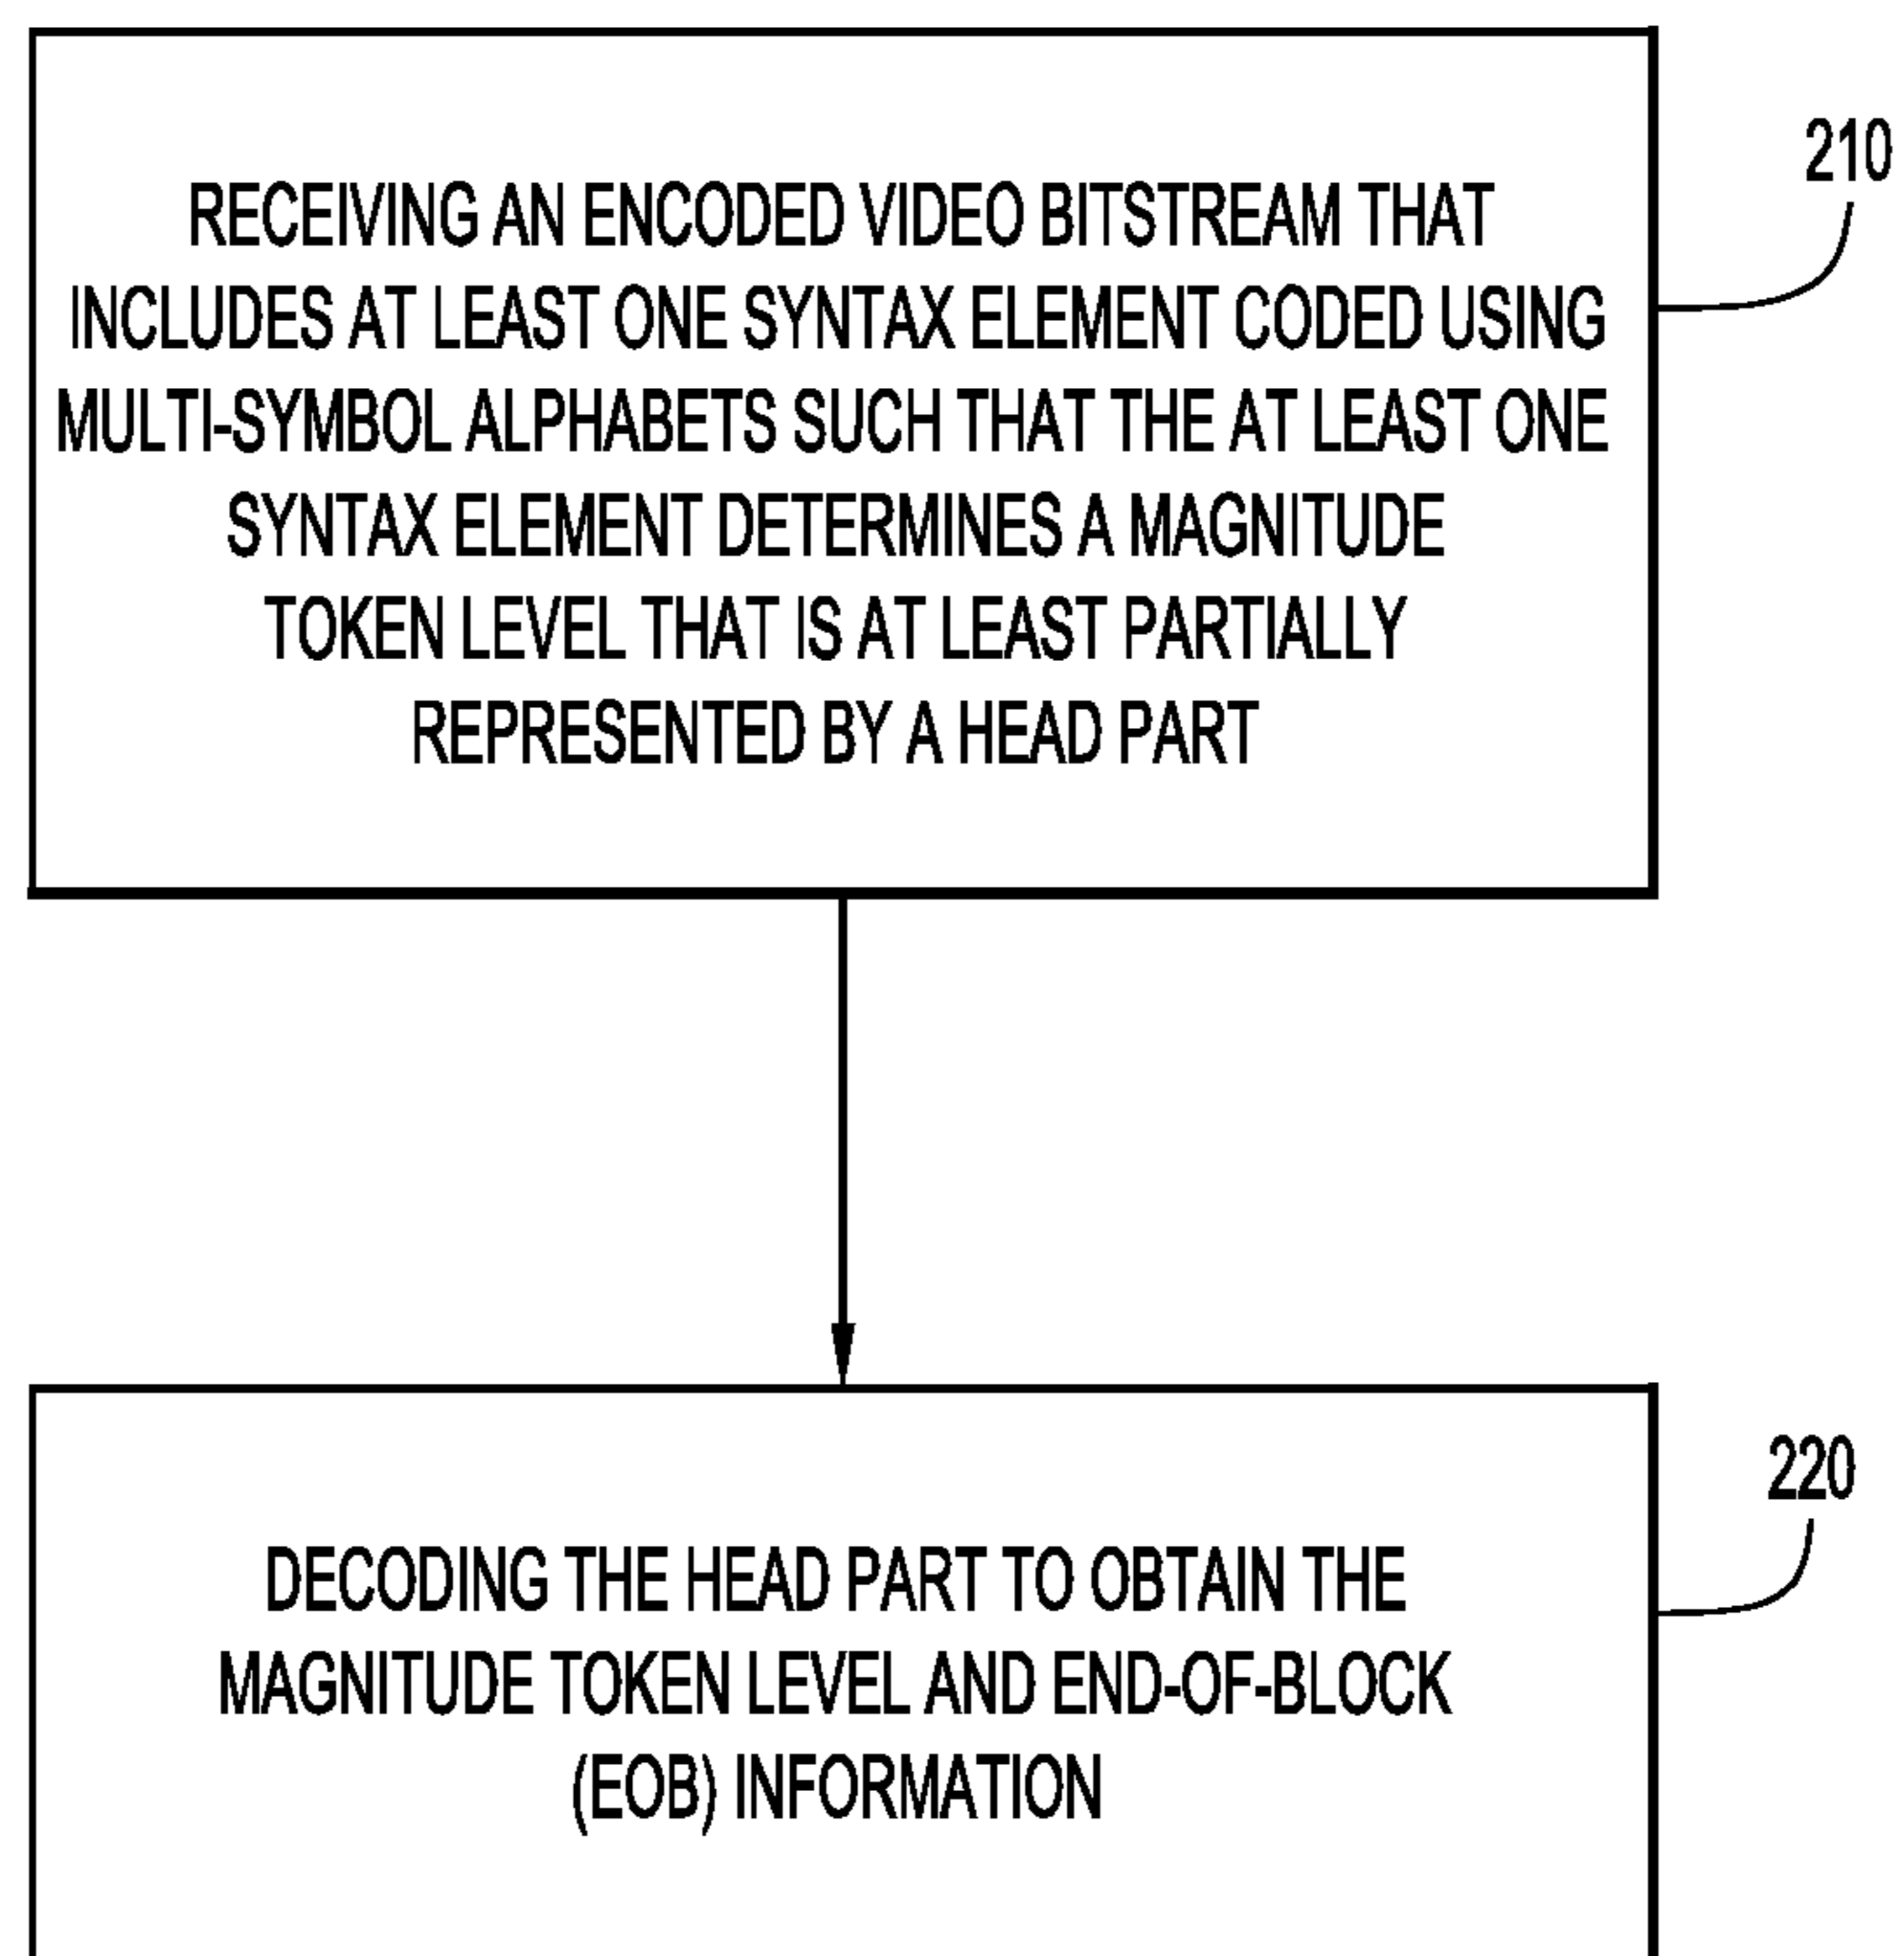 210
RECEIVING AN ENCODED VIDEO BITSTREAM THAT
INCLUDES AT LEAST ONE SYNTAX ELEMENT CODED USING
MULTI-SYMBOL ALPHABETS SUCH THAT THE AT LEAST ONE
SYNTAX ELEMENT DETERMINES A MAGNITUDE
TOKEN LEVEL THAT IS AT LEAST PARTIALLY
REPRESENTED BY A HEAD PART
220
DECODING THE HEAD PART TO OBTAIN THE
MAGNITUDE TOKEN LEVEL AND END-OF-BLOCK
(EOB) INFORMATION